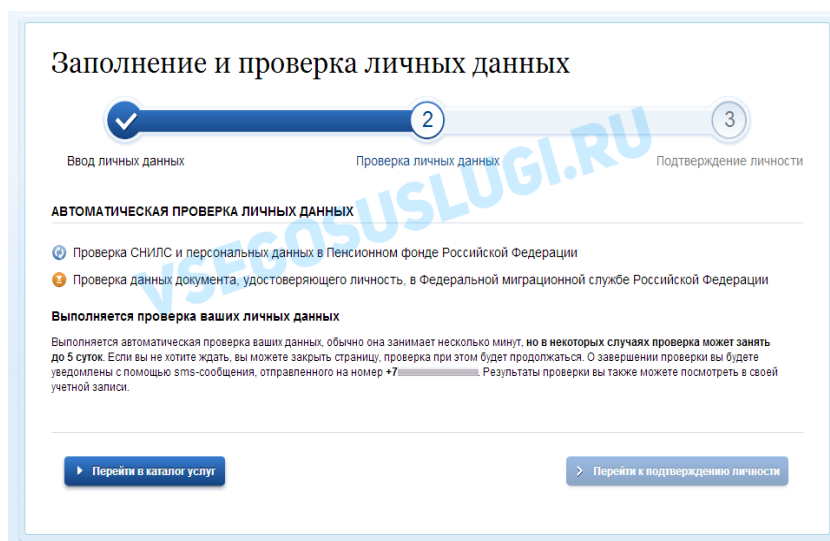 Заполнение и проверка личных данных
2
3
Ввод личных данных
Проверка личных данных
Подтверждение личности
VSEGOSUSLUGI.RU
АВТОМАТИЧЕСКАЯ ПРОВЕРКА ЛИЧНЫХ ДАННЫХ
Проверка СНИЛС и персональных данных в Пенсионном фонде Российской Федерации
Проверка данных документа, удостоверяющего личность, в Федеральной миграционной службе Российской Федерации
Выполняется проверка ваших личных данных
Выполняется автоматическая проверка ваших данных, обычно она занимает несколько минут, но в некоторых случаях проверка может занять
до 5 суток. Если вы не хотите ждать, вы можете закрыть страницу, проверка при этом будет продолжаться. О завершении проверки вы будете
уведомлены с помощью sms-сообщения, отправленного на номер +7 . Результаты проверки вы также можете посмотреть в своей
учетной записи.
Перейти в каталог услуг
Перейти к подтверждению личности